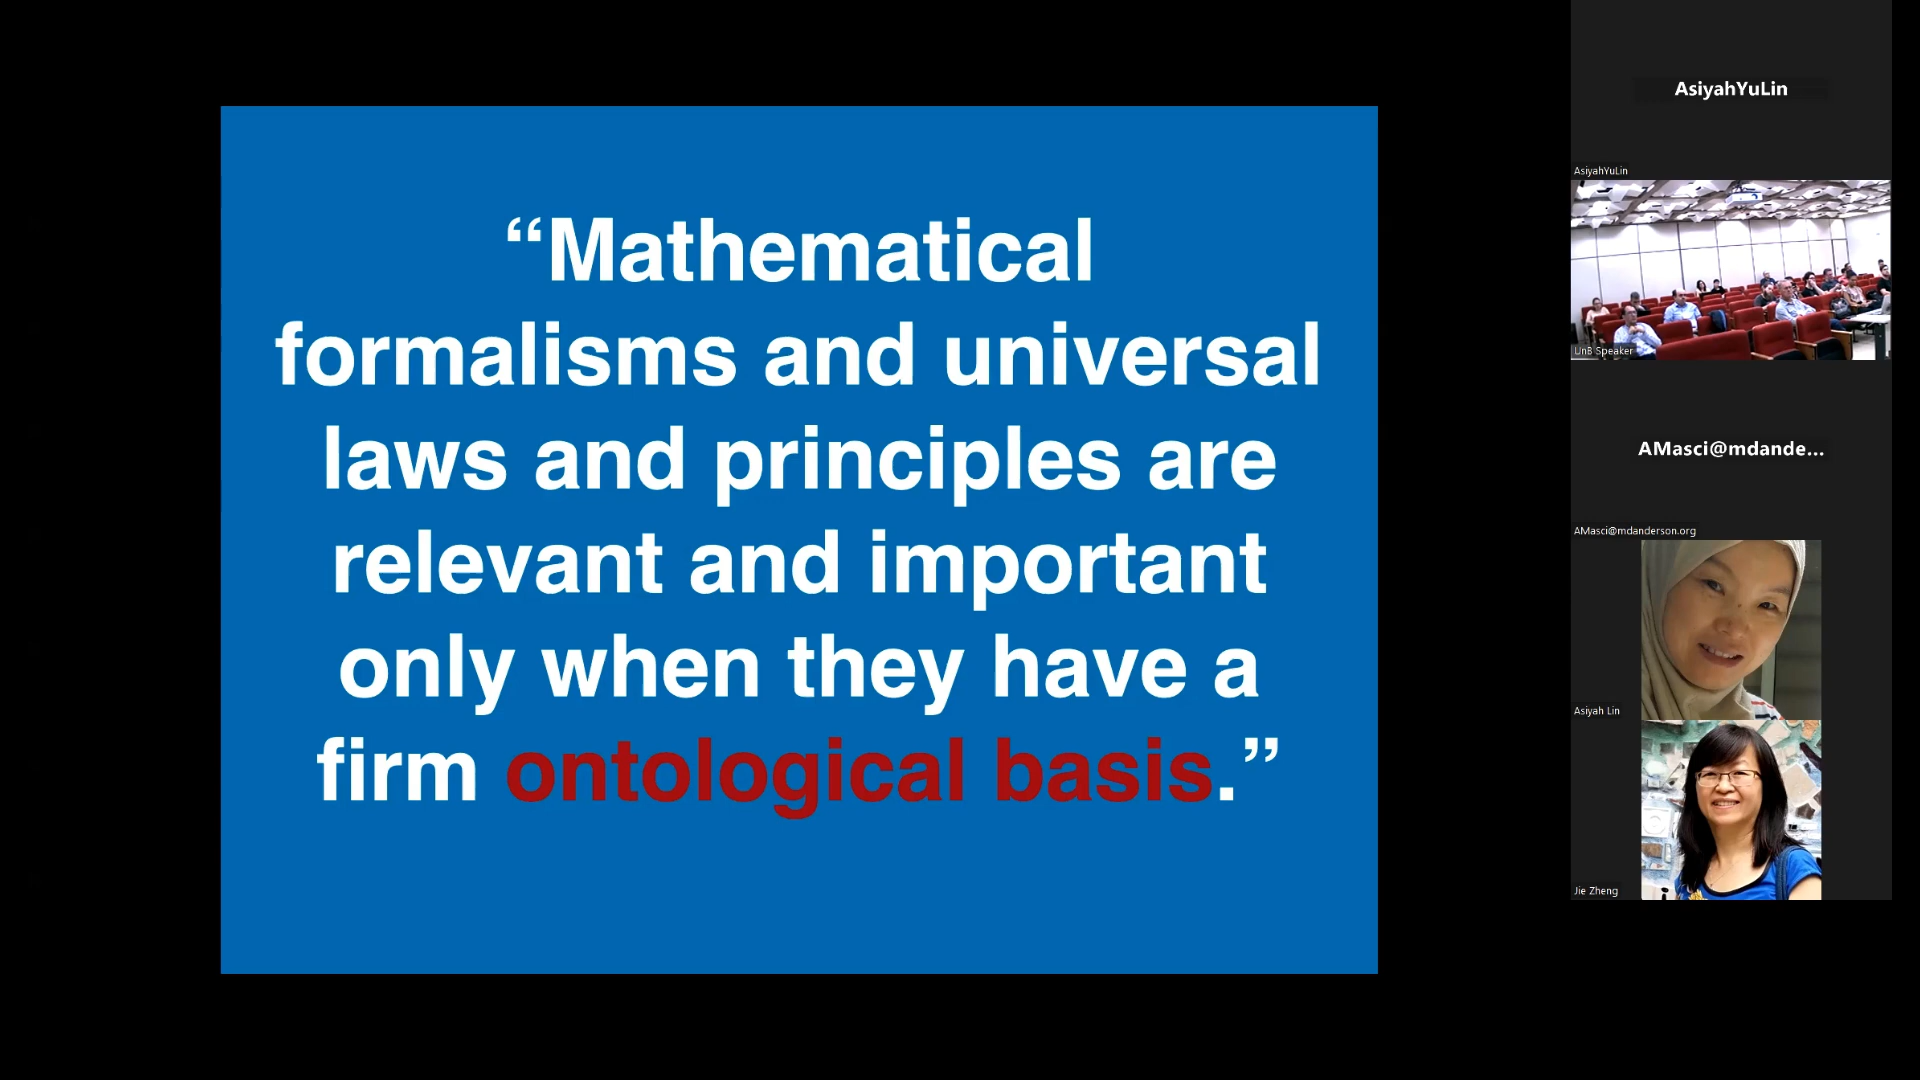 “Mathematical
formalisms and universal
laws and principles are
relevant and important
only when they have a
firm ontological basis.”
AsiyahYuLin
AsiyahYuLin
UnB Speaker
AMasci@mdande...
AMasci@mdanderson.org
Asiyah Lin
Jie Zheng